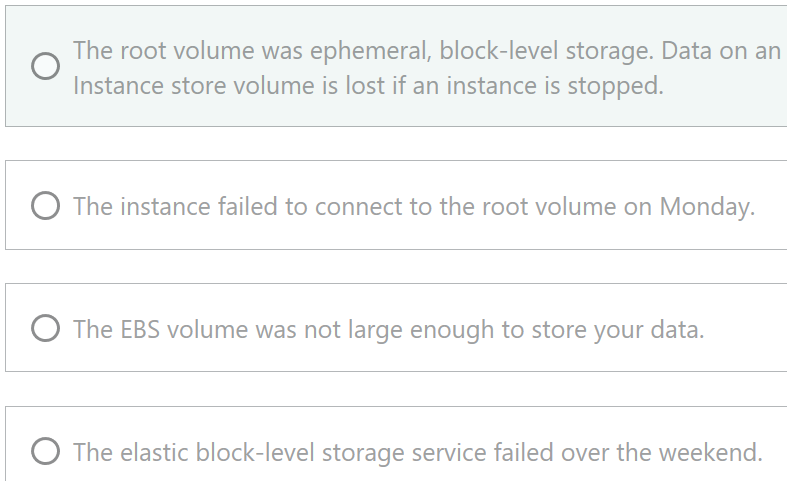 The root volume was ephemeral, block-level storage. Data on an
Instance store volume is lost if an instance is stopped.
The instance failed to connect to the root volume on Monday.
The EBS volume was not large enough to store your data.
The elastic block-level storage service failed over the weekend.